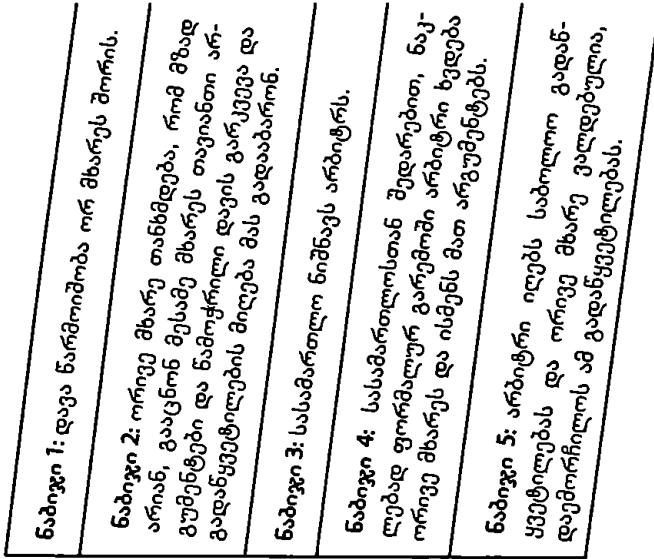 ნაბიჯი 1: დავა წარმოიშობა ორ მხარეს შორის.
ნაბიჯი 2: ორივე მხარე თანხმდება, რომ მზად
არიან, გააცნონ მესამე მხარეს თავიანთი არ-
გუმენტები და წამოჭრილი დავის გარკვევა და
გადაწყვეტილების მიღება მას გადააბარონ.
ნაბიჯი 3: სასამართლო ნიშნავს არბიტრს.
ნაბიჯი 4: სასამართლოსთან შედარებით, ნაკ-
ლებად ფორმალურ გარემოში არბიტრი ხვდება
ორივე მხარეს და ისმენს მათ არგუმენტებს.
ნაბიჯი 5: არბიტრი იღებს საბოლოო გადაწ-
ყვეტილებას და ორივე მხარე ვალდებულია,
დაემორჩილოს ამ გადაწყვეტილებას.